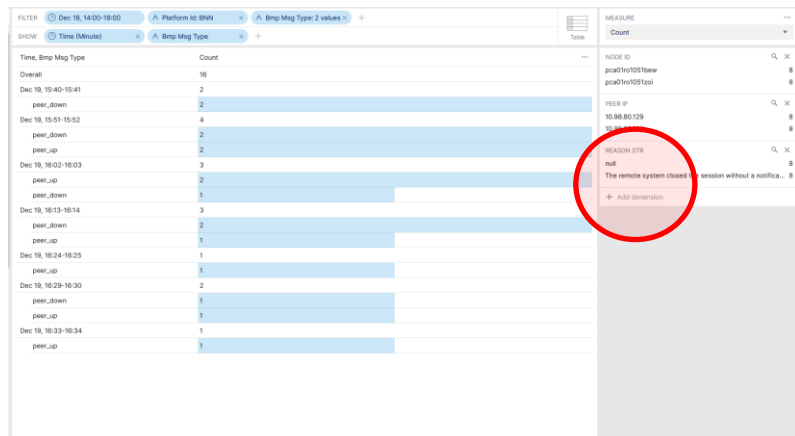 FILTER Dec 19, 14:00-18:00 Platform Id: BNN × Bmp Msg Type: 2 values × +
SHOW Time (Minute) × Bmp Msg Type × +
Table
Time, Bmp Msg Type Count ···
Overall 16
Dec 19, 15:40-15:41 2
peer_down 2
Dec 19, 15:51-15:52 4
peer_down 2
peer_up 2
Dec 19, 16:02-16:03 3
peer_up 2
peer_down 1
Dec 19, 16:13-16:14 3
peer_down 2
peer_up 1
Dec 19, 16:24-16:25 1
peer_up 1
Dec 19, 16:29-16:30 2
peer_down 1
peer_up 1
Dec 19, 16:33-16:34 1
peer_up 1
MEASURE ···
Count
NODE ID
pca01ro1051bew 8
pca01ro1051zoi 8
PEER IP
10.98.80.129 8
8
REASON STR
null 8
The remote system closed the session without a notifica... 8
+ Add dimension